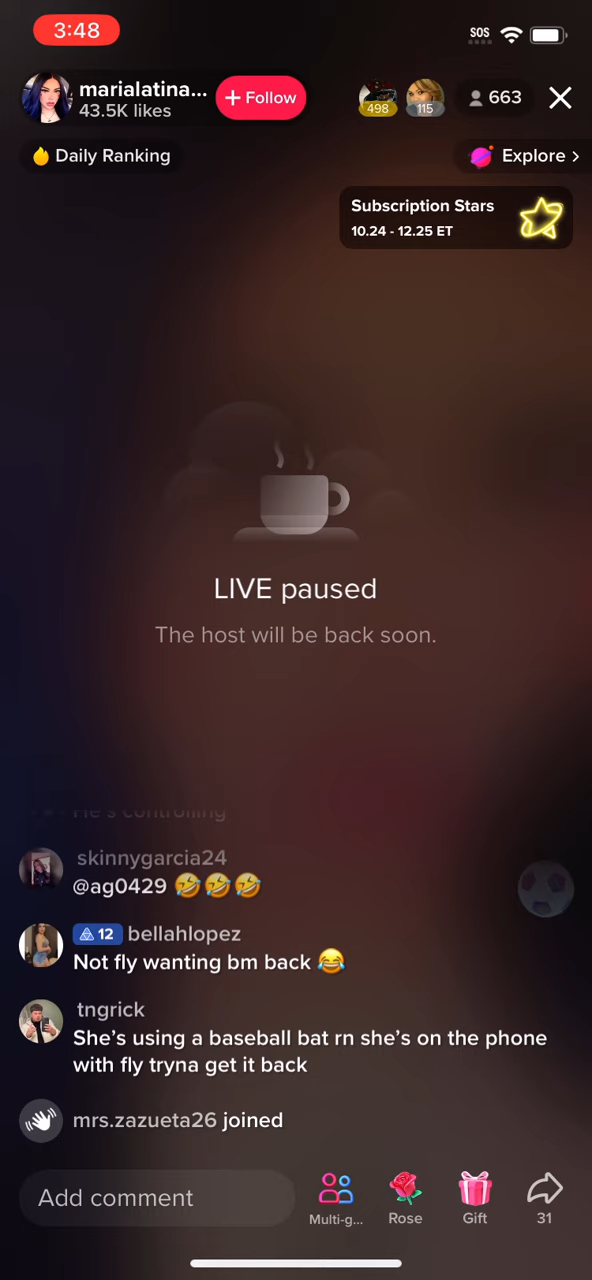 3:48
SOS
marialatina...
43.5K likes
+ Follow
498
115
663
Daily Ranking
Explore >
Subscription Stars
10.24 - 12.25 ET
LIVE paused
The host will be back soon.
He's controlling
skinnygarcia24
@ag0429 🤣🤣🤣
12 bellahlopez
Not fly wanting bm back 😂
tngrick
She's using a baseball bat rn she's on the phone
with fly tryna get it back
mrs.zazueta26 joined
Add comment
Multi-g...
Rose
Gift
31